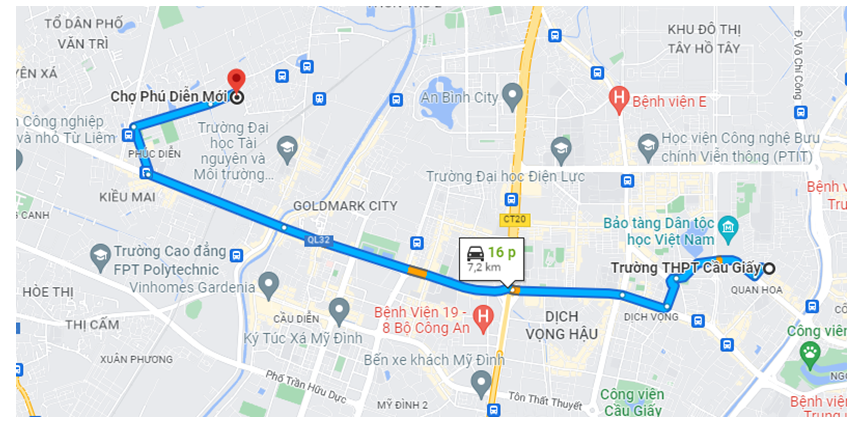 TỔ DÂN PHỐ
VĂN TRÌ
KHU ĐÔ THỊ
TÂY HỒ TÂY
Đ. Võ Chí Công
YÊN XÁ
Chợ Phú Diễn Mới
An Bình City
Bệnh viện E
Công nghiệp
và nhỏ Từ Liêm
Trường Đại
học Tài
nguyên và
Môi trường...
PHÚC DIỄN
Học viện Công nghệ Bưu
chính Viễn thông (PTIT)
Trường Đại học Điện Lực
Bệnh v
KIỀU MAI
GOLDMARK CITY
CANH
CT20
Bảo tàng Dân tộc
học Việt Nam
QL32
16 p
7,2 km
Trường Cao đẳng
FPT Polytechnic
Trường THPT Cầu Giấy
QUAN HOA
Vinhomes Gardenia
HÒE THỊ
THỊ CẤM
CẦU DIỄN
Bệnh Viện 19 -
8 Bộ Công An
DỊCH
VỌNG HẬU
DỊCH VỌNG
Công viên
Ký Túc Xá Mỹ Đình
XUÂN PHƯƠNG
Bến xe khách Mỹ Đình
Phố Trần Hữu Dực
MỸ ĐÌNH 2
Tôn Thất Thuyết
Công viên
Cầu Giấy
Bệnh viện